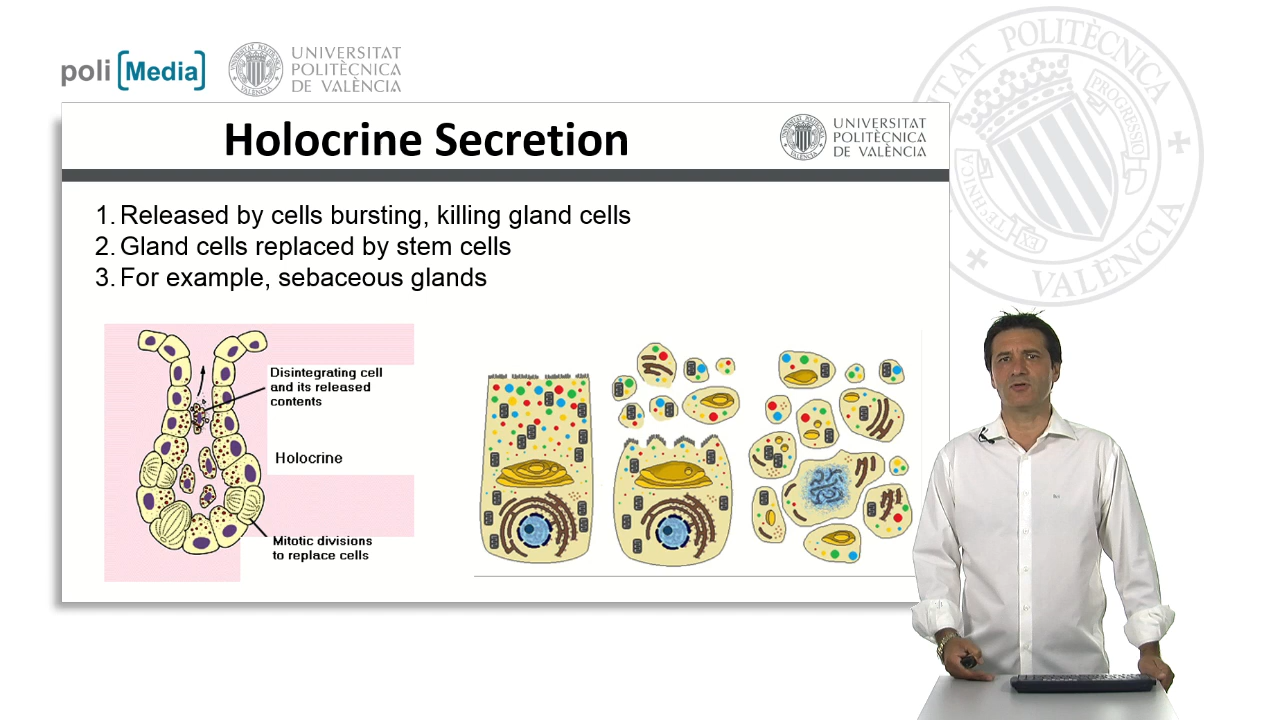 poli [Media]
UNIVERSITAT
POLITÈCNICA
DE VALÈNCIA
Holocrine Secretion
UNIVERSITAT
POLITÈCNICA
DE VALÈNCIA
1. Released by cells bursting, killing gland cells
2. Gland cells replaced by stem cells
3. For example, sebaceous glands
Disintegrating cell
and its released
contents
Holocrine
Mitotic divisions
to replace cells
POLITÈCNICA
VALÈNCIA
PROGRESSIO